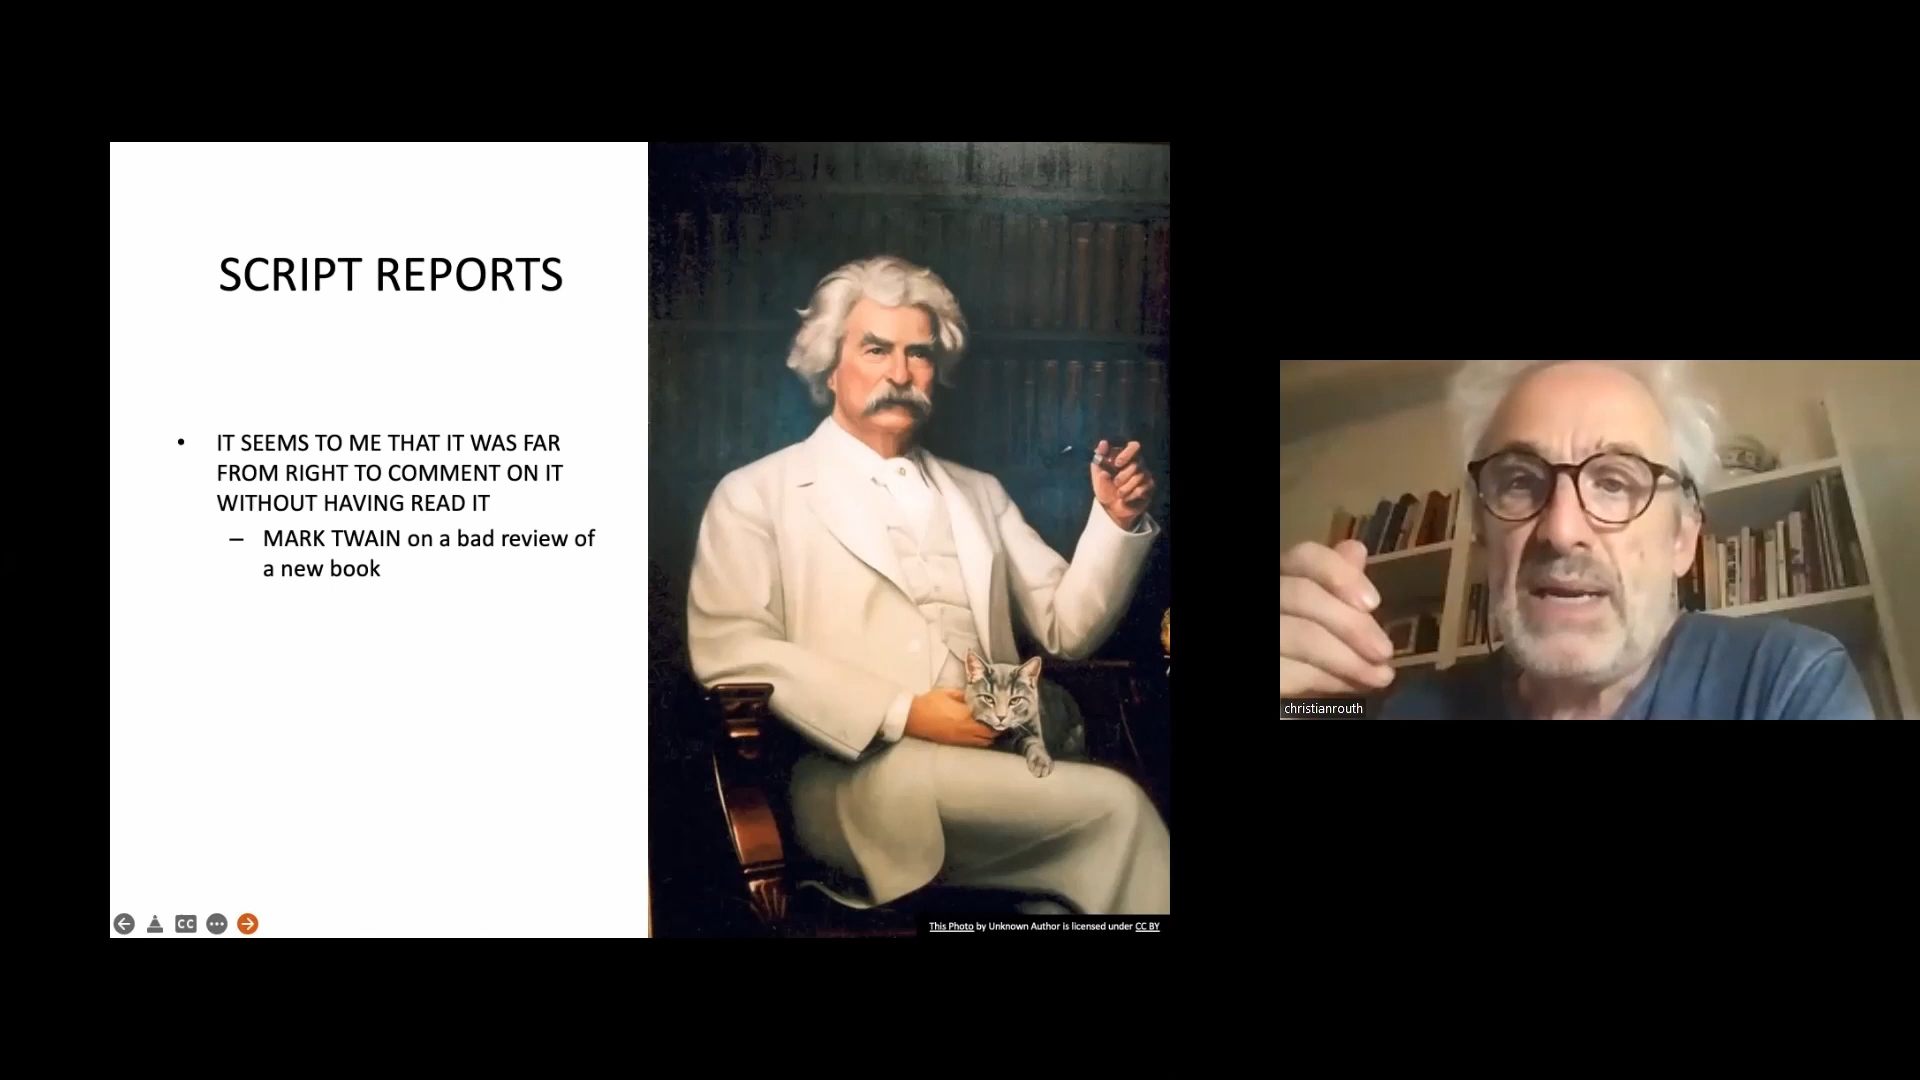 SCRIPT REPORTS
• IT SEEMS TO ME THAT IT WAS FAR
FROM RIGHT TO COMMENT ON IT
WITHOUT HAVING READ IT
– MARK TWAIN on a bad review of
a new book
CC
This Photo by Unknown Author is licensed under CC BY
christianrouth